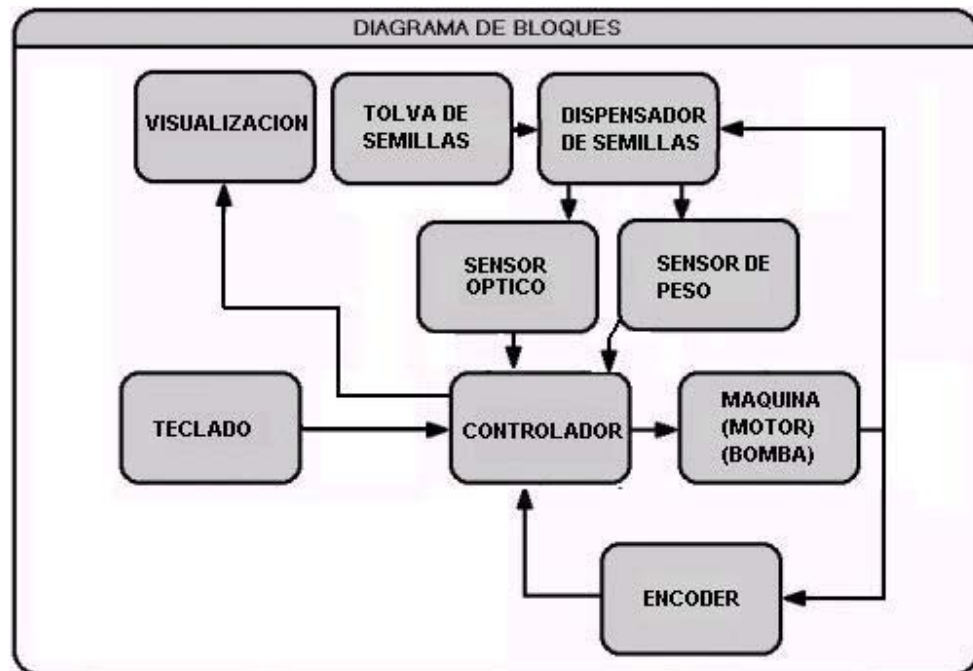 DIAGRAMA DE BLOQUES
VISUALIZACION
TOLVA DE
SEMILLAS
DISPENSADOR
DE SEMILLAS
SENSOR
OPTICO
SENSOR DE
PESO
TECLADO
CONTROLADOR
MAQUINA
(MOTOR)
(BOMBA)
ENCODER